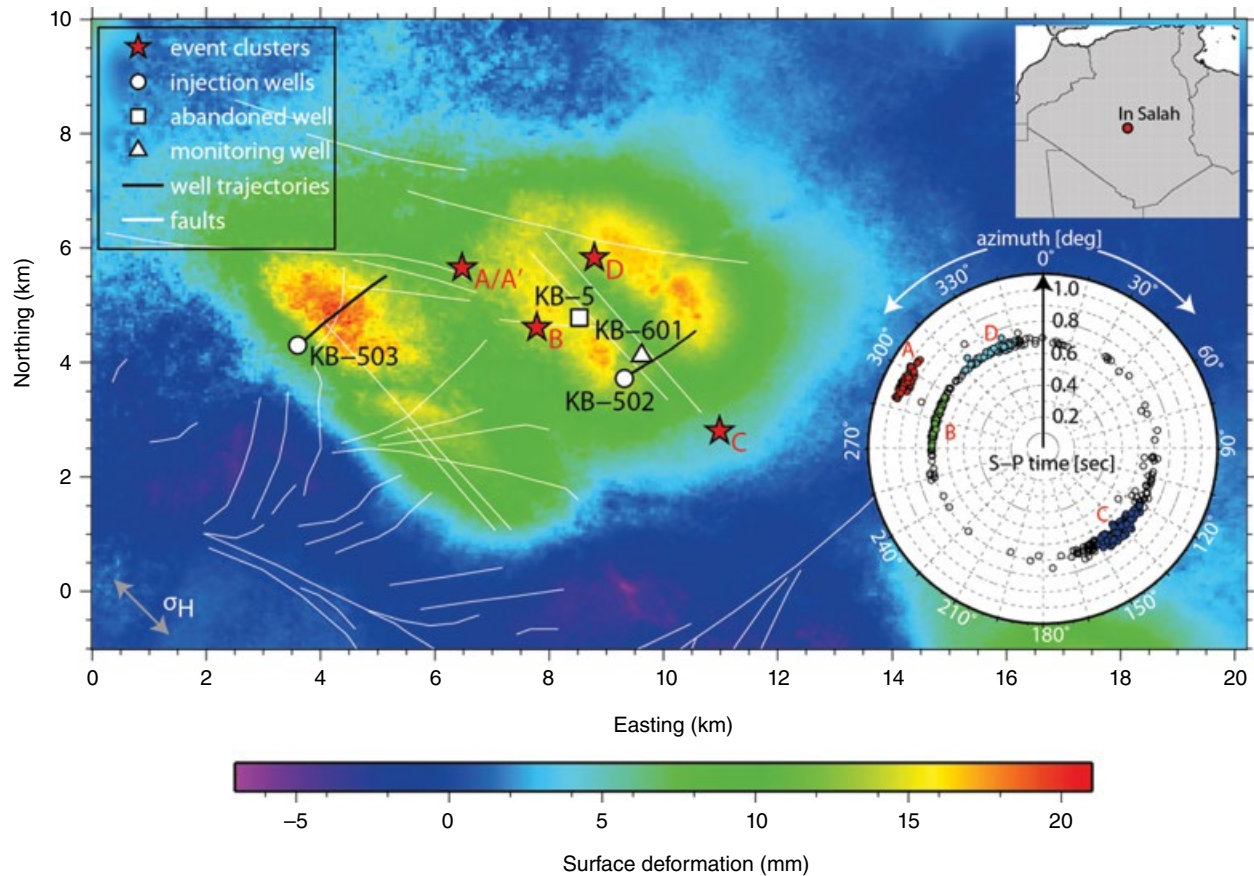 10
8
6
4
2
0
Northing (km)
event clusters
injection wells
abandoned well
monitoring well
well trajectories
faults
In Salah
A/A′
D
KB–5
B
KB–601
KB–503
KB–502
C
σH
azimuth [deg]
0°
30°
60°
90°
120°
150°
180°
210°
240°
270°
300°
330°
1.0
0.8
0.6
0.4
0.2
S–P time [sec]
A
D
B
C
0 2 4 6 8 10 12 14 16 18 20
Easting (km)
–5 0 5 10 15 20
Surface deformation (mm)